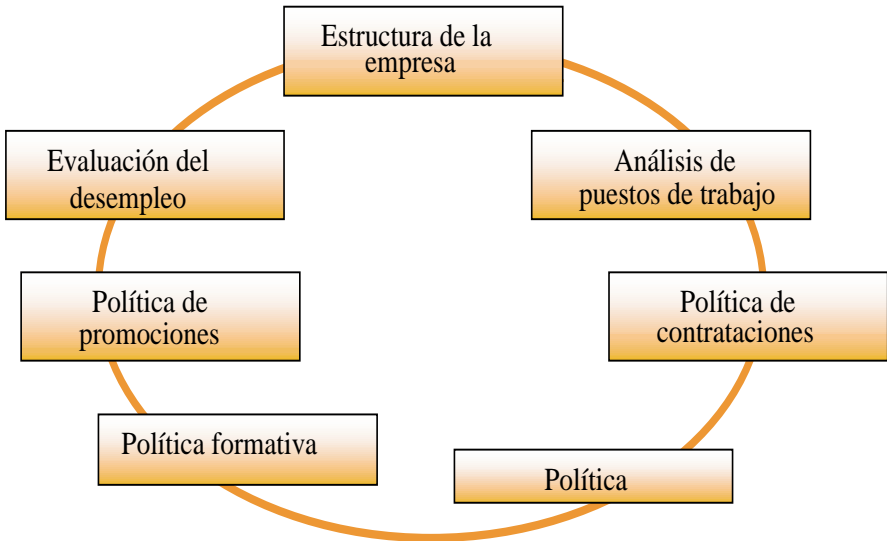 Estructura de la
empresa
Evaluación del
desempleo
Análisis de
puestos de trabajo
Política de
promociones
Política de
contrataciones
Política formativa
Política